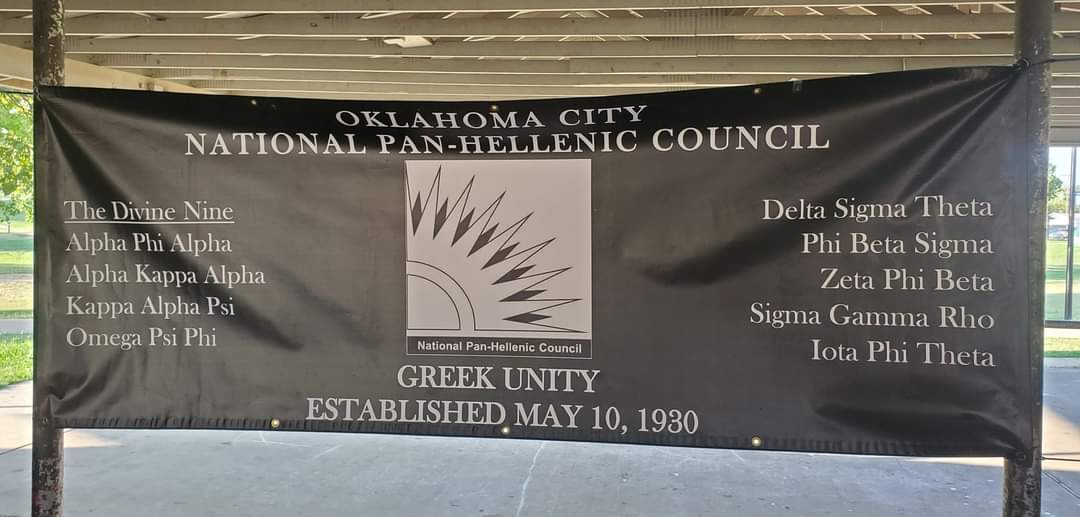 OKLAHOMA CITY
NATIONAL PAN-HELLENIC COUNCIL
The Divine Nine
Alpha Phi Alpha
Alpha Kappa Alpha
Kappa Alpha Psi
Omega Psi Phi
National Pan-Hellenic Council
Delta Sigma Theta
Phi Beta Sigma
Zeta Phi Beta
Sigma Gamma Rho
Iota Phi Theta
GREEK UNITY
ESTABLISHED MAY 10, 1930